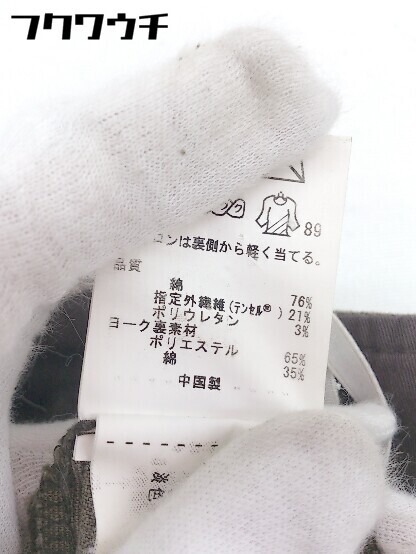 フクワウチ
89
ロンは裏側から軽く当てる。
品質
綿 76%
指定外繊維(テンセル®) 21%
ポリウレタン 3%
ヨーク裏素材
ポリエステル 65%
綿 35%
中国製
淡色